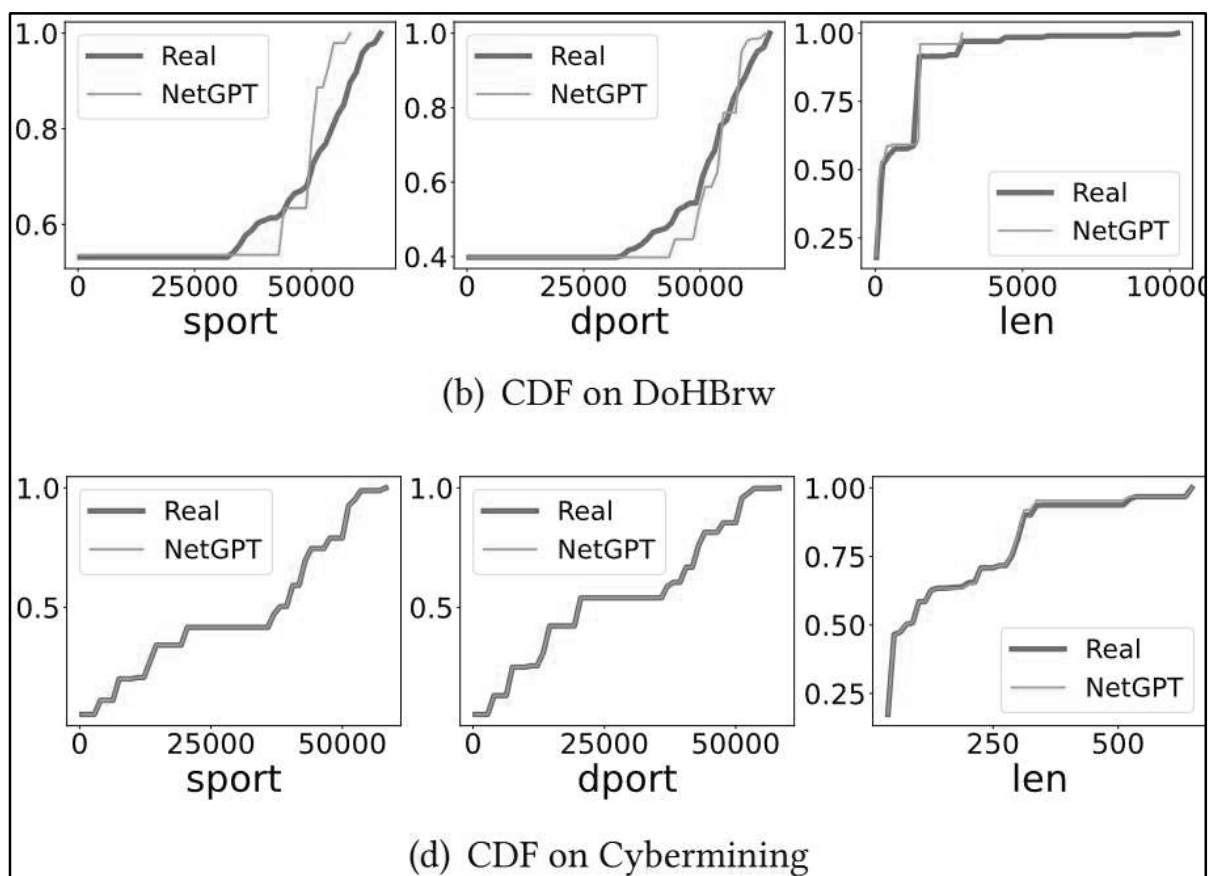 1.0
0.8
0.6
Real
NetGPT
0
25000
50000
sport
1.0
0.8
0.6
0.4
Real
NetGPT
0
25000
50000
dport
1.00
0.75
0.50
0.25
Real
NetGPT
0
5000
10000
len
(b) CDF on DoHBrw
1.0
0.5
Real
NetGPT
0
25000
50000
sport
1.0
0.5
Real
NetGPT
0
25000
50000
dport
1.00
0.75
0.50
0.25
Real
NetGPT
250
500
len
(d) CDF on Cybermining